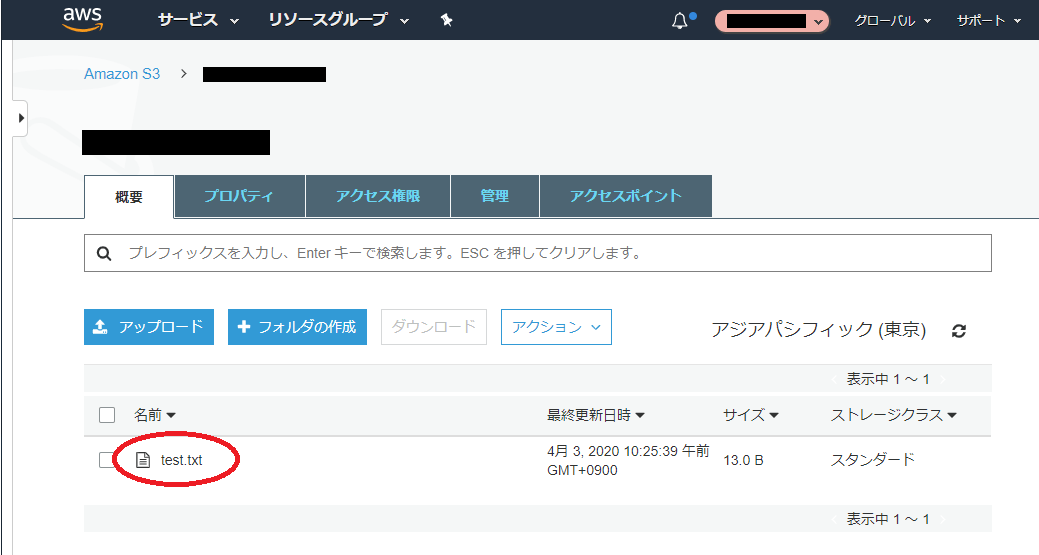 aws サービス リソースグループ グローバル サポート
Amazon S3
概要 プロパティ アクセス権限 管理 アクセスポイント
プレフィックスを入力し、Enter キーで検索します。ESC を押してクリアします。
アップロード フォルダの作成 ダウンロード アクション アジアパシフィック (東京)
表示中 1 ~ 1
名前 最終更新日時 サイズ ストレージクラス
test.txt 4月 3, 2020 10:25:39 午前 13.0 B スタンダード
GMT+0900
表示中 1 ~ 1